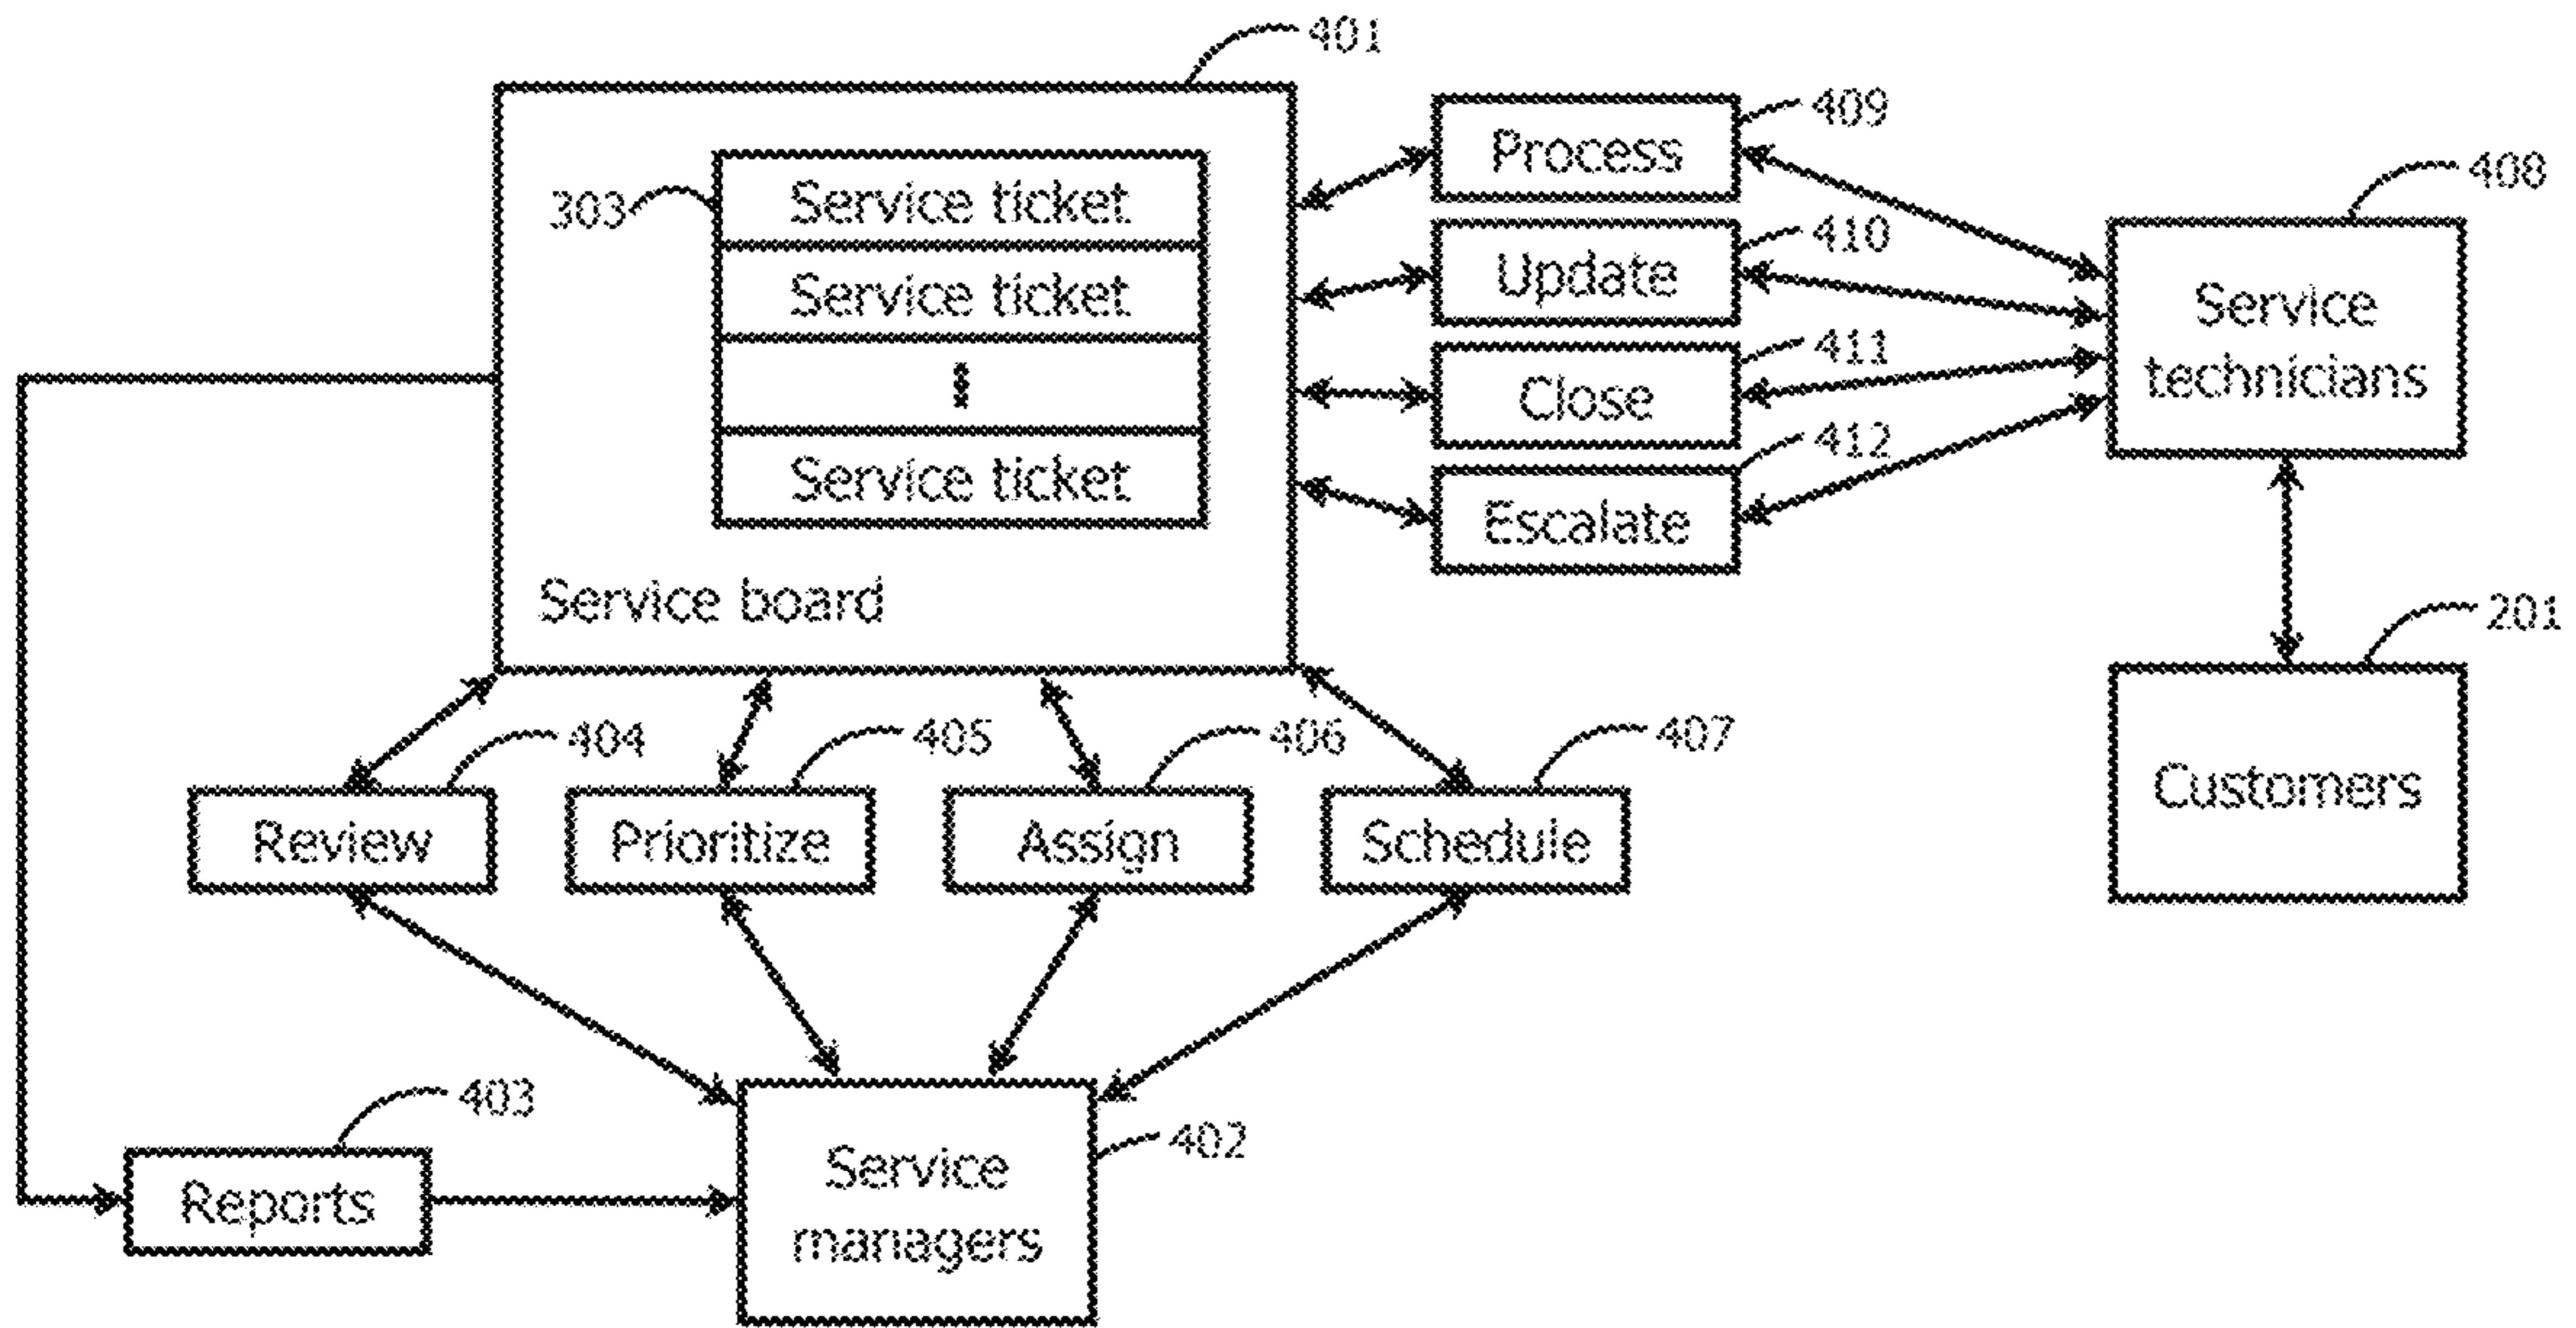 401
409
Process
408
303
Service ticket
410
Service ticket
Update
Service
technicians
411
Close
412
Service ticket
Escalate
Service board
201
404
405
406
407
Customers
Review
Prioritize
Assign
Schedule
403
402
Reports
Service
managers